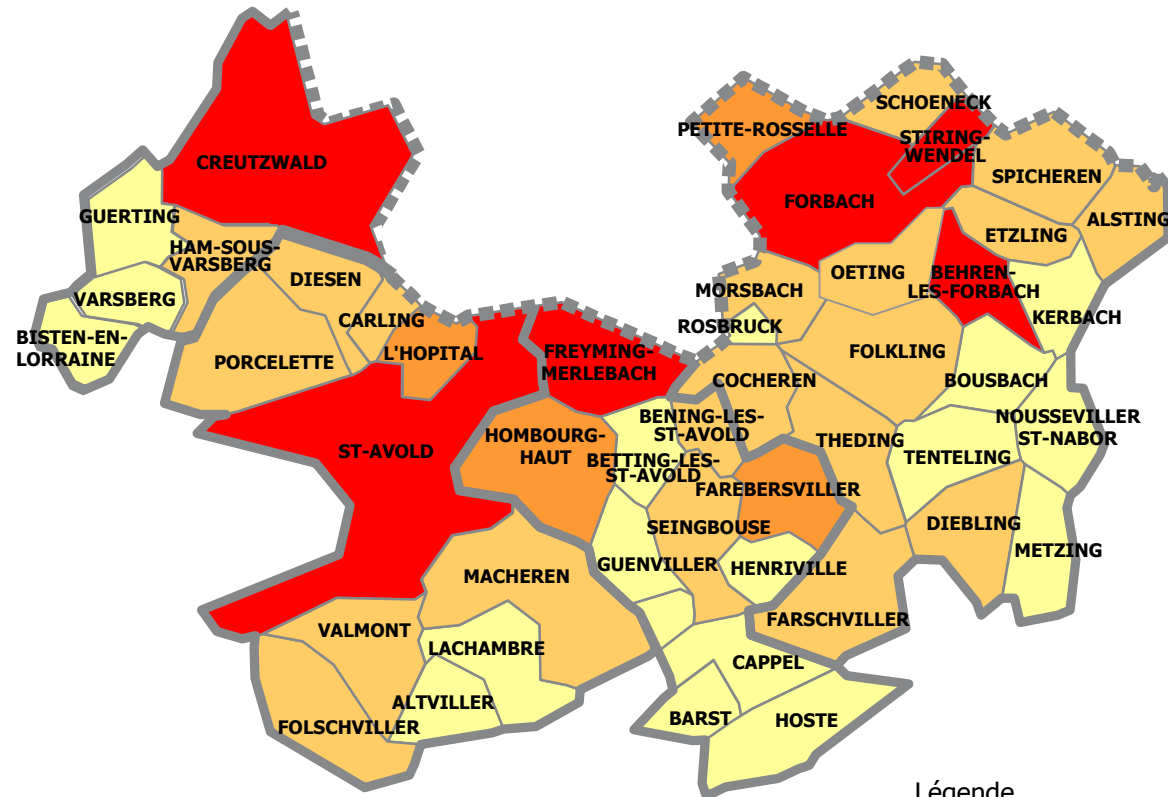 SCHOENECK
PETITE-ROSSELLE
STIRING-
WENDEL
CREUTZWALD
SPICHEREN
FORBACH
GUERTING
ALSTING
ETZLING
HAM-SOUS-
VARSBERG
DIESEN
OETING
BEHREN-
LES-FORBACH
MORSBACH
VARSBERG
KERBACH
CARLING
ROSBRUCK
BISTEN-EN-
LORRAINE
L'HOPITAL
PORCELETTE
FREYMING-
MERLEBACH
FOLKLING
COCHEREN
BOUSBACH
BENING-LES-
ST-AVOLD
NOUSSEVILLER
ST-NABOR
HOMBOURG-
HAUT
ST-AVOLD
THEDING
TENTELING
BETTING-LES-
ST-AVOLD
FAREBERSVILLER
SEINGBOUSE
DIEBLING
METZING
GUENVILLER
HENRIVILLE
MACHEREN
FARSCHVILLER
VALMONT
LACHAMBRE
CAPPEL
ALTVILLER
BARST
HOSTE
FOLSCHVILLER
Légende